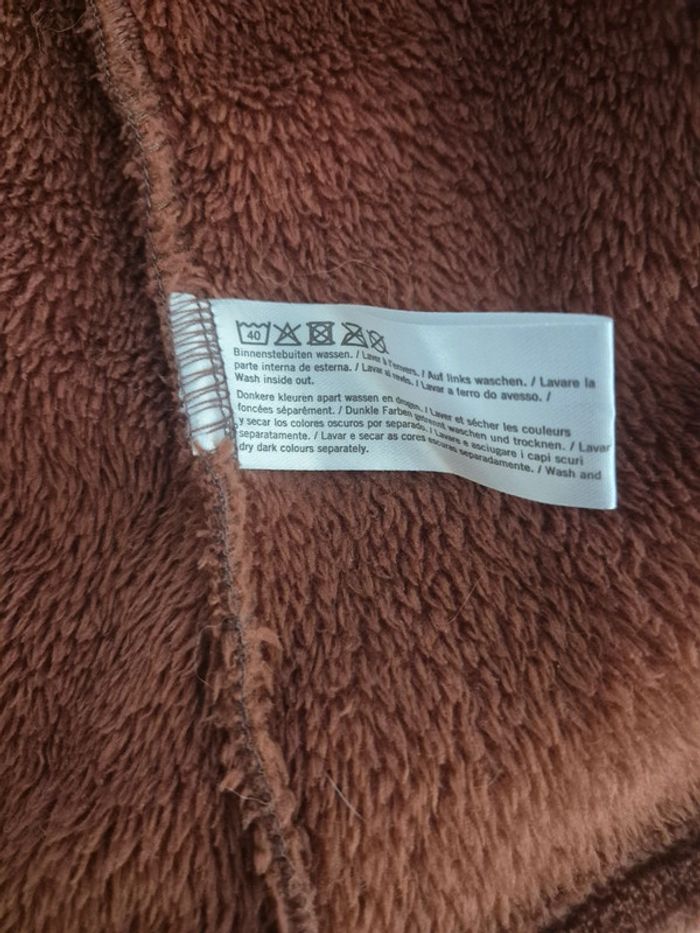 40
Binnenstebuiten wassen. / Laver à l'envers. / Auf links waschen. / Lavare la
parte interna de esterna. / Lavar al revés. / Lavar a ferro do avesso. /
Wash inside out.
Donkere kleuren apart wassen en drogen. / Laver et sécher les couleurs
foncées séparément. / Dunkle Farben getrennt waschen und trocknen. / Lavar
y secar los colores oscuros por separado. / Lavare e asciugare i capi scuri
separatamente. / Lavar e secar as cores escuras separadamente. / Wash and
dry dark colours separately.